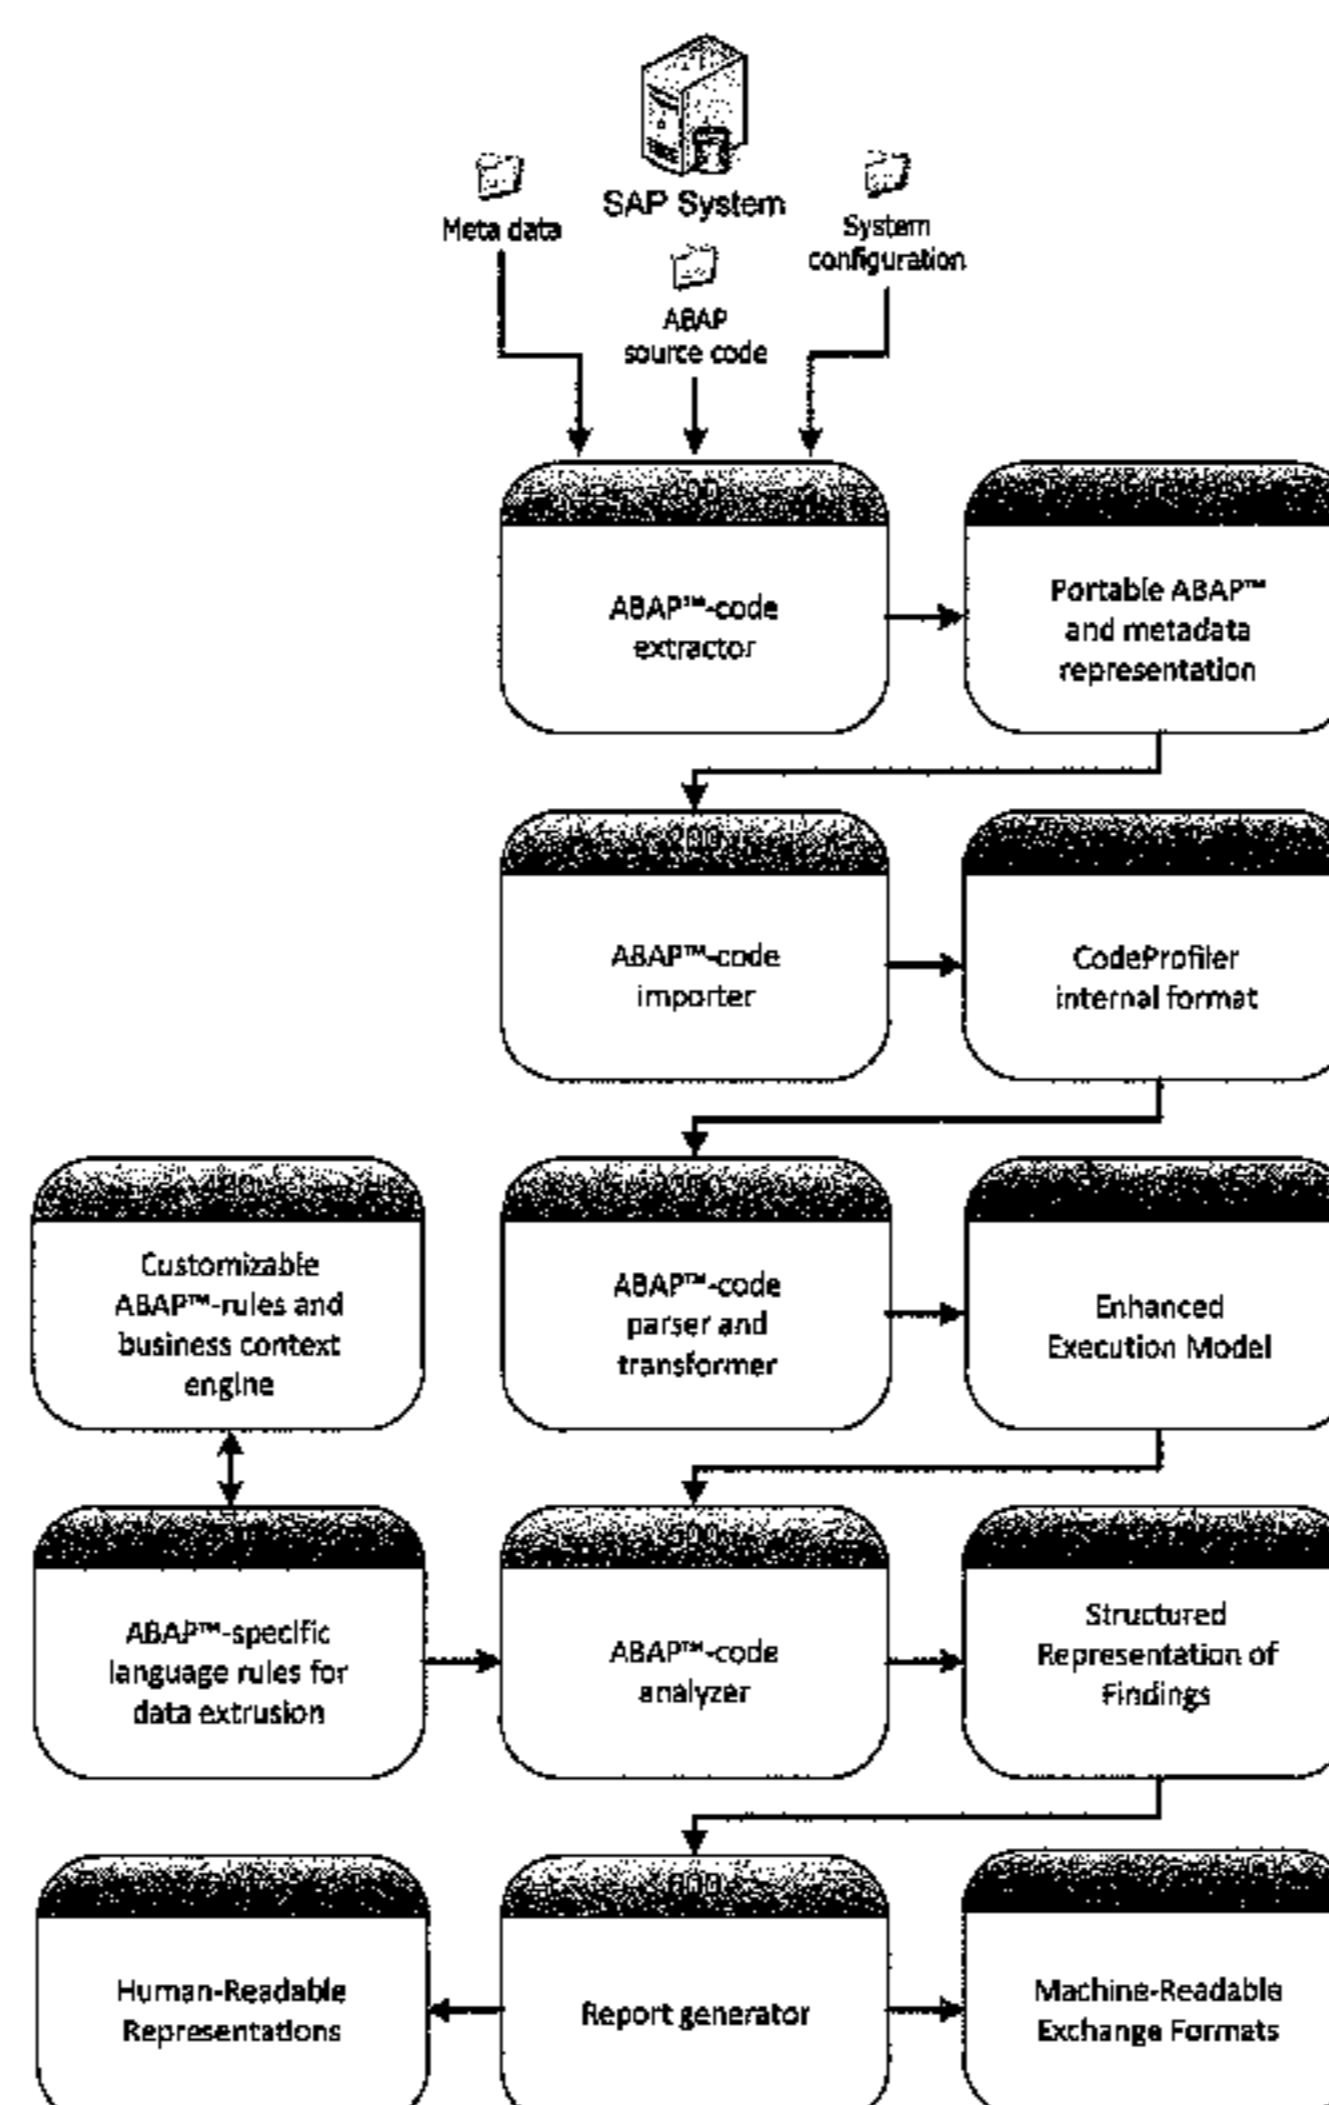 SAP System
Meta data
System
configuration
ABAP
source code
ABAP™-code
extractor
Portable ABAP™
and metadata
representation
200
ABAP™-code
importer
CodeProfiler
internal format
Customizable
ABAP™-rules and
business context
engine
ABAP™-code
parser and
transformer
Enhanced
Execution Model
ABAP™-specific
language rules for
data extrusion
500
ABAP™-code
analyzer
Structured
Representation of
Findings
600
Human-Readable
Representations
Report generator
Machine-Readable
Exchange Formats